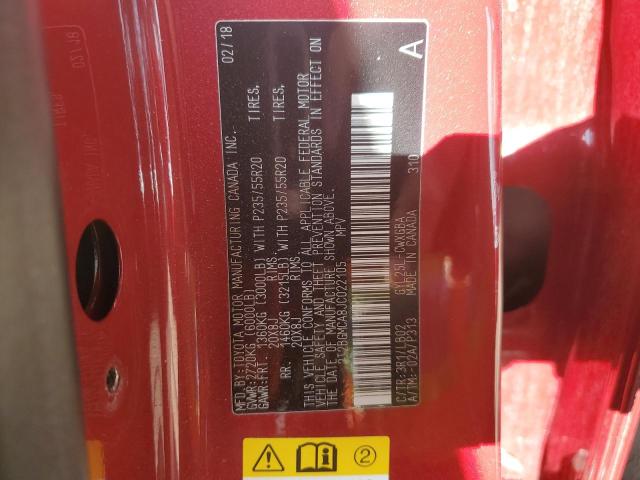 MFD.BY:TOYOTA MOTOR MANUFACTURING CANADA INC. 02/18
GVWR:2720KG (6000LB)
GAWR:FRT. 1360KG (3000LB) WITH P235/55R20 TIRES,
20X8J RIMS
RR. 1460KG (3215LB) WITH P235/55R20 TIRES,
20X8J RIMS
THIS VEHICLE CONFORMS TO ALL APPLICABLE FEDERAL MOTOR
VEHICLE SAFETY AND THEFT PREVENTION STANDARDS IN EFFECT ON
THE DATE OF MANUFACTURE SHOWN ABOVE.
MPV
A
C/TR:3R1/LB02
A/TM:-02A/P313
MADE IN CANADA 310
2